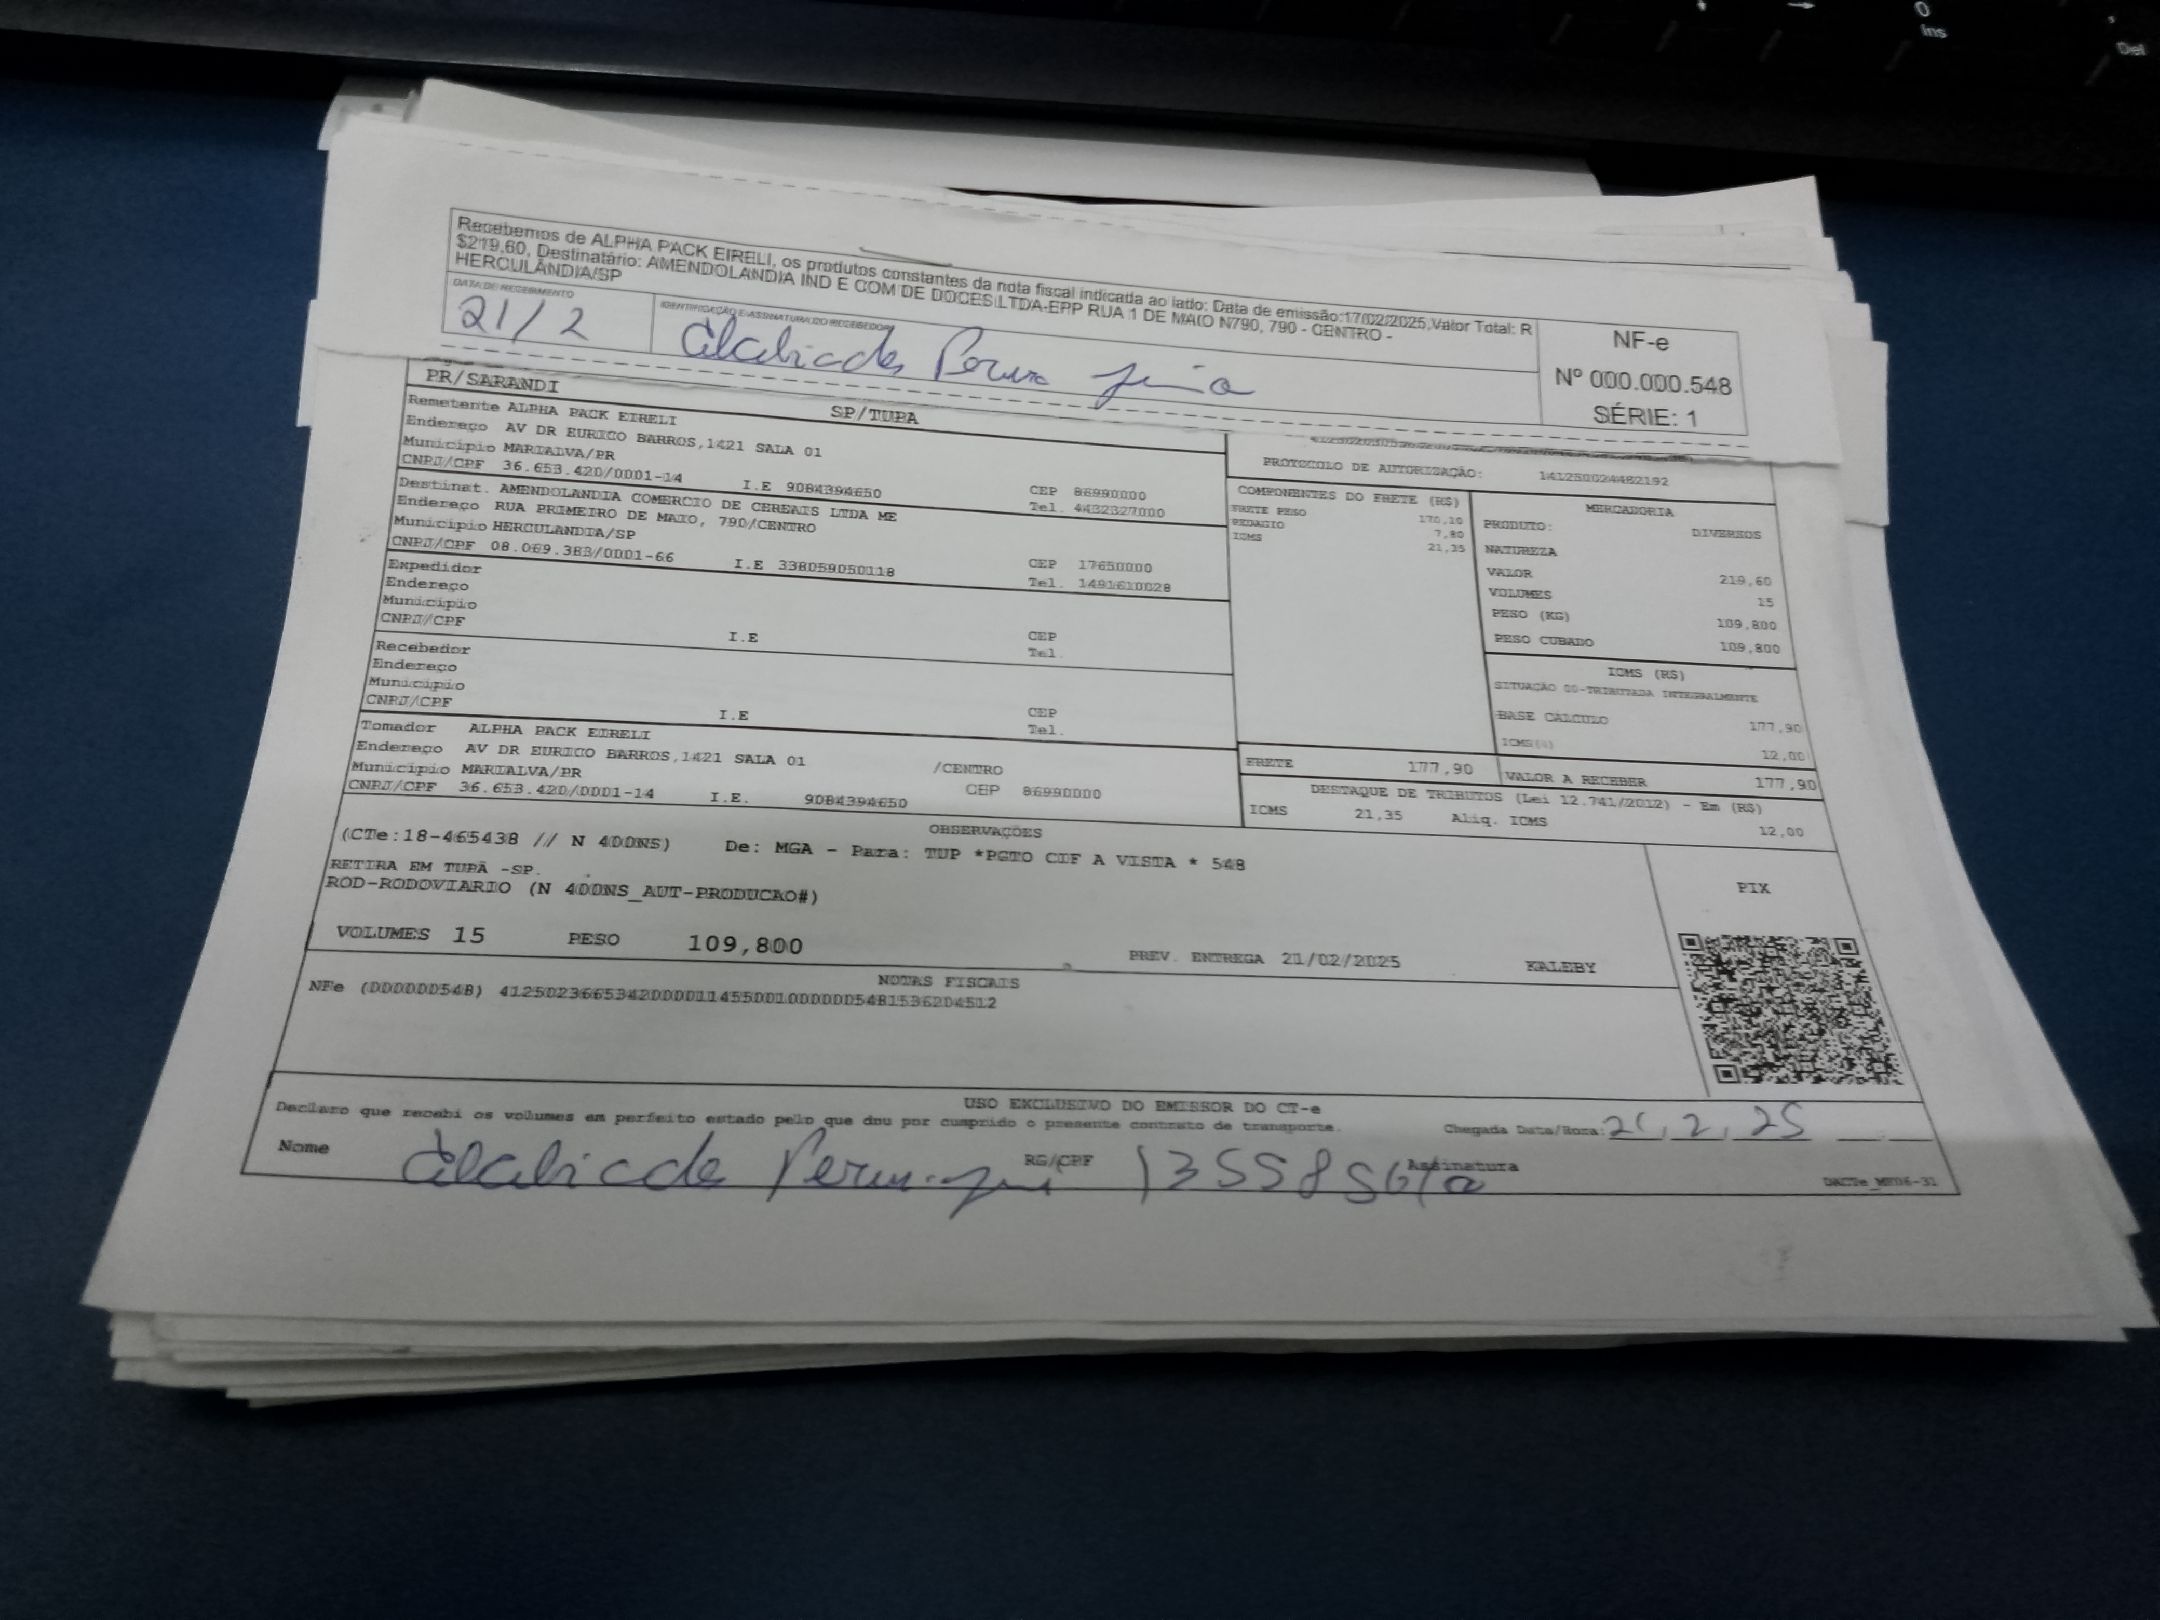 Recebemos de ALPHA PACK EIRELI, os produtos constantes da nota fiscal indicada ao lado: Data de emissão:17/02/2025,Valor Total: R
$219.60, Destinatário: AMENDOLANDIA IND E COM DE DOCES LTDA-EPP RUA 1 DE MAIO N790, 790 - CENTRO -
HERCULÂNDIA/SP
DATA DE RECEBIMENTO
21/2
IDENTIFICAÇÃO E ASSINATURA DO RECEBEDOR
NF-e
Nº 000.000.548
SÉRIE: 1
PR/SARANDI
SP/TUPA
Remetente ALPHA PACK EIRELI
Endereço AV DR EURICO BARROS,1421 SALA 01
Município MARIALVA/PR
CNPJ/CPF 36.653.420/0001-14 I.E 9084394650
CEP 86990000
Tel. 4432327000
Destinat. AMENDOLANDIA COMERCIO DE CEREAIS LTDA ME
Endereço RUA PRIMEIRO DE MAIO, 790/CENTRO
Município HERCULANDIA/SP
CNPJ/CPF 08.069.383/0001-66 I.E 338059050118
CEP 17650000
Tel. 1491610028
Expedidor
Endereço
Município
CNPJ/CPF I.E
CEP
Tel.
Recebedor
Endereço
Município
CNPJ/CPF I.E
CEP
Tel.
Tomador ALPHA PACK EIRELI
Endereço AV DR EURICO BARROS,1421 SALA 01 /CENTRO
Município MARIALVA/PR CEP 86990000
CNPJ/CPF 36.653.420/0001-14 I.E. 9084394650
PROTOCOLO DE AUTORIZAÇÃO: 141250024482192
COMPONENTES DO FRETE (R$)
FRETE PESO 170,10
PEDAGIO 7,80
ICMS 21,35
MERCADORIA
PRODUTO: DIVERSOS
NATUREZA
VALOR 219,60
VOLUMES 15
PESO (KG) 109,800
PESO CUBADO 109,800
ICMS (R$)
SITUAÇÃO 00-TRIBUTADA INTEGRALMENTE
BASE CALCULO 177,90
ICMS(%) 12,00
FRETE 177,90
VALOR A RECEBER 177,90
DESTAQUE DE TRIBUTOS (Lei 12.741/2012) - Em (R$)
ICMS 21,35 Aliq. ICMS 12,00
OBSERVAÇÕES
(CTe:18-465438 // N 400NS) De: MGA - Para: TUP *PGTO CIF A VISTA * 548
RETIRA EM TUPÃ -SP.
ROD-RODOVIARIO (N 400NS_AUT-PRODUCAO#)
PIX
VOLUMES 15 PESO 109,800
PREV. ENTREGA 21/02/2025 KALEBY
NOTAS FISCAIS
NFe (000000548) 41250236653420000114550010000005481536204512
USO EXCLUSIVO DO EMISSOR DO CT-e
Declaro que recebi os volumes em perfeito estado pelo que dou por cumprido o presente contrato de transporte.
Chegada Data/Hora: 21, 2, 25
Nome RG/CPF Assinatura
DACTe_MOD6-31